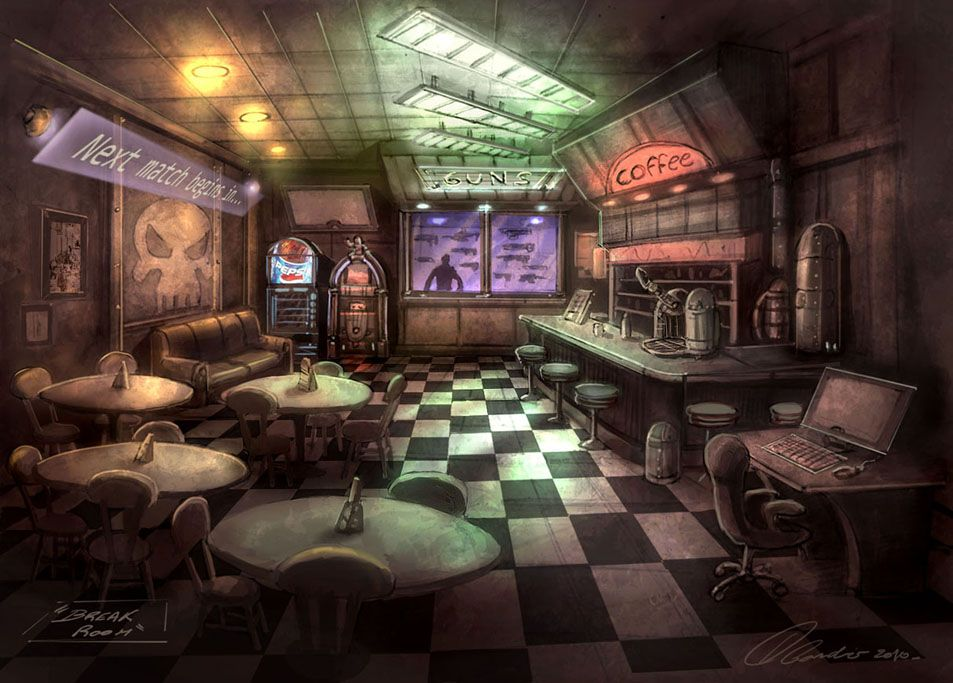 Next match begins in...
GUNS
coffee
PEPSI
"BREAK
ROOM"
2010